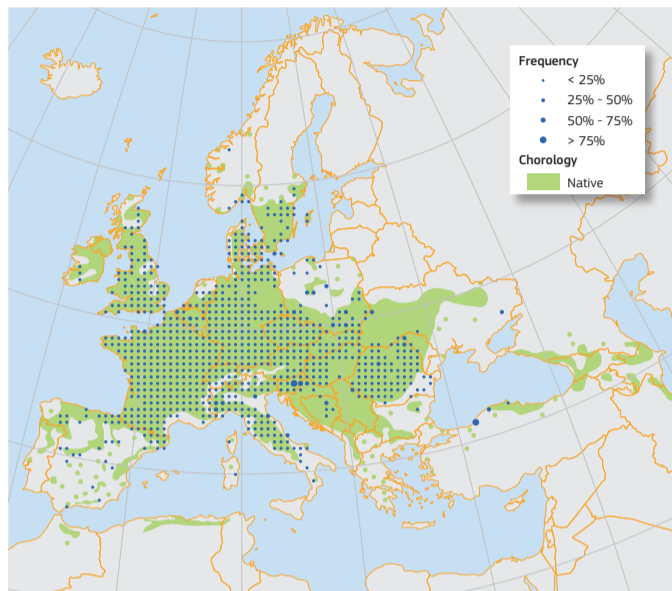 Frequency
< 25%
25% - 50%
50% - 75%
> 75%
Chorology
Native